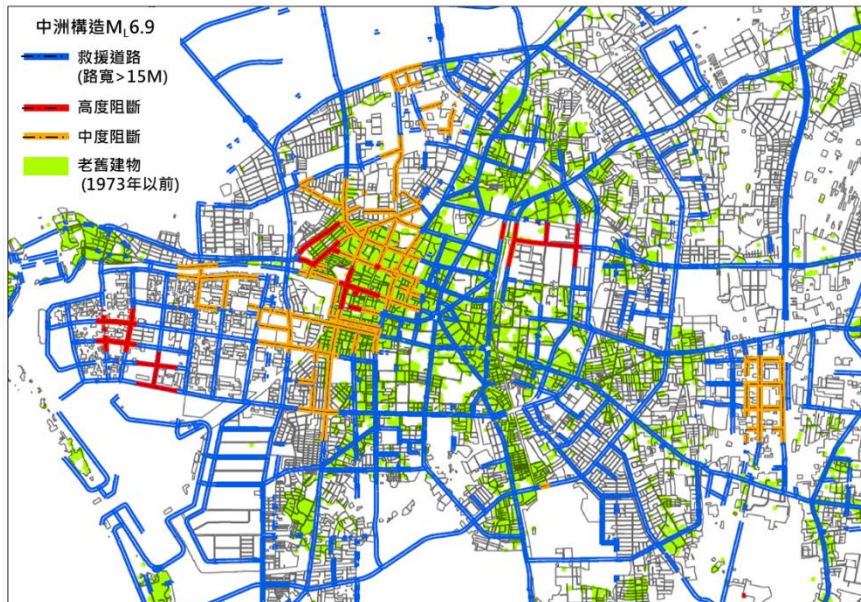 中洲構造ML6.9
救援道路
(路寬>15M)
高度阻斷
中度阻斷
老舊建物
(1973年以前)